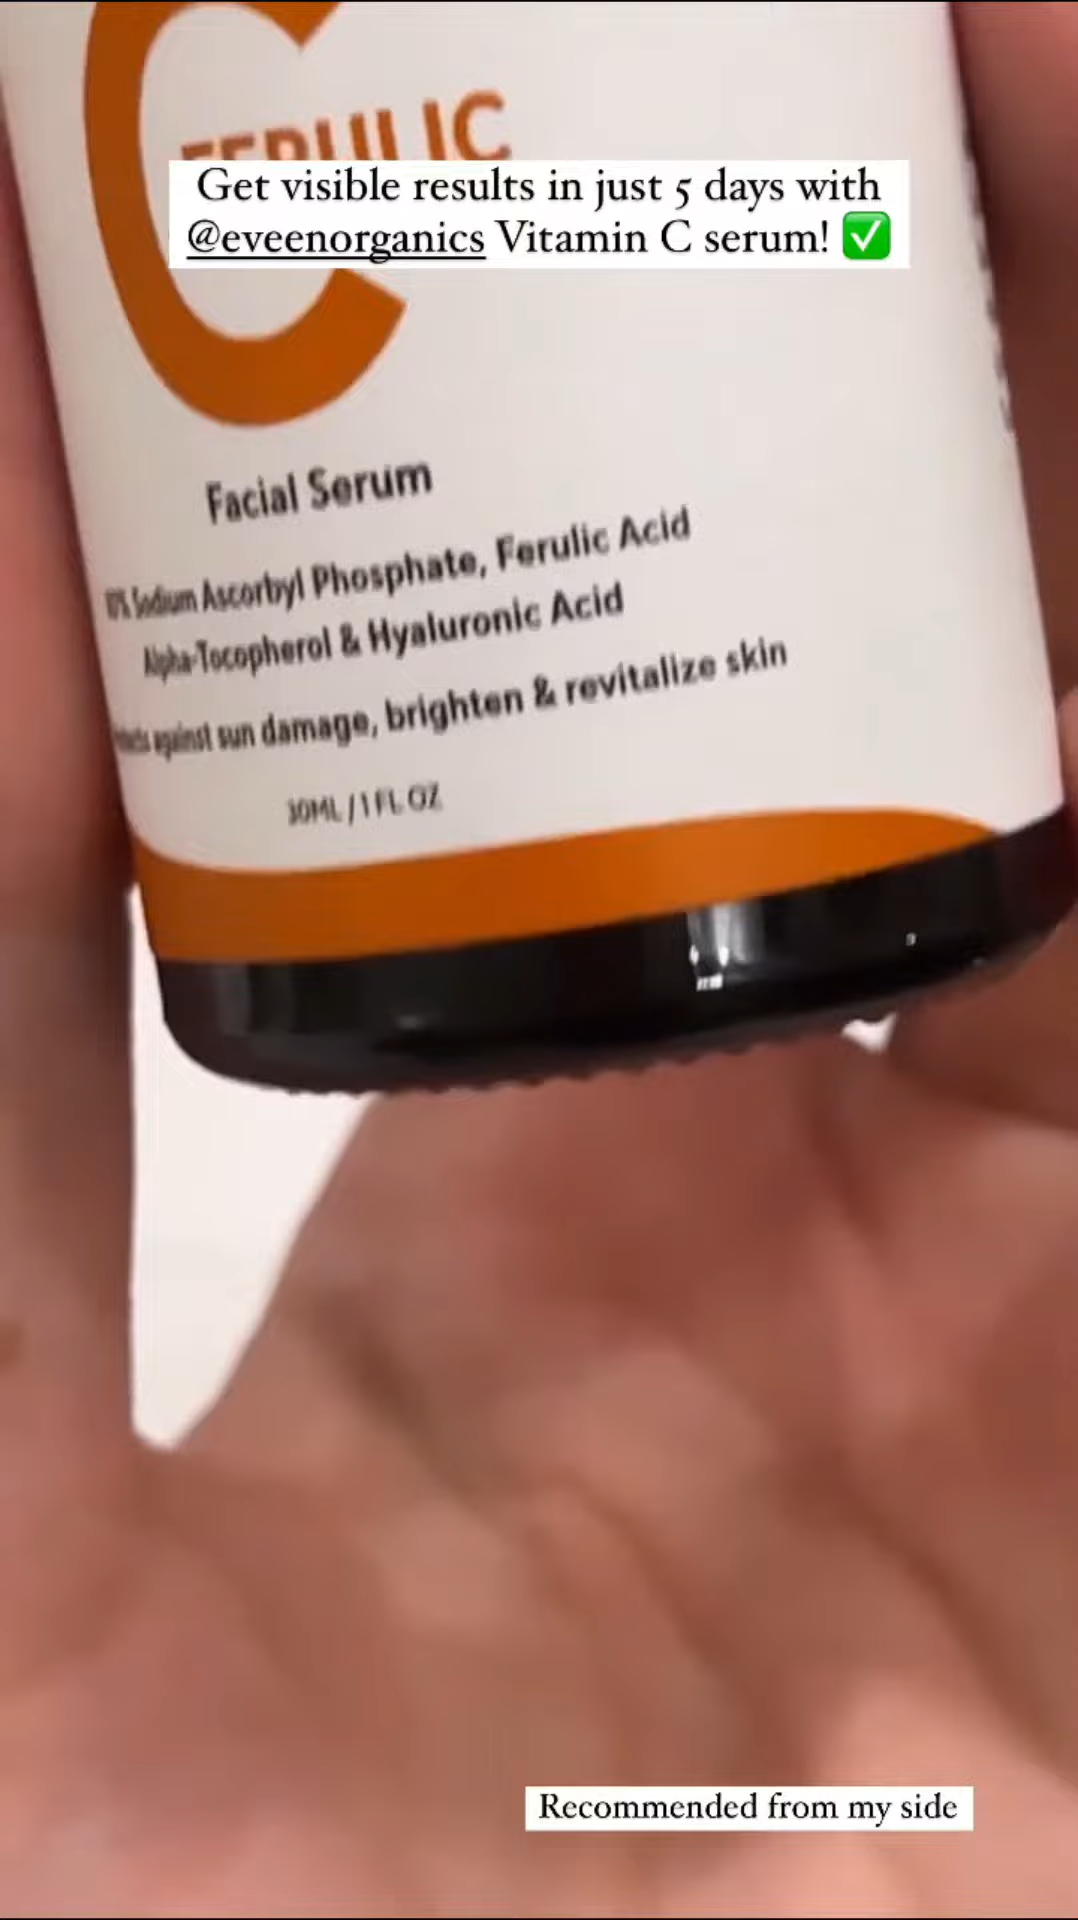 C
FERULIC
Get visible results in just 5 days with
@eveenorganics Vitamin C serum! ✅
Facial Serum
Sodium Ascorbyl Phosphate, Ferulic Acid
Alpha-Tocopherol & Hyaluronic Acid
against sun damage, brighten & revitalize skin
30ML / 1 FL OZ
Recommended from my side